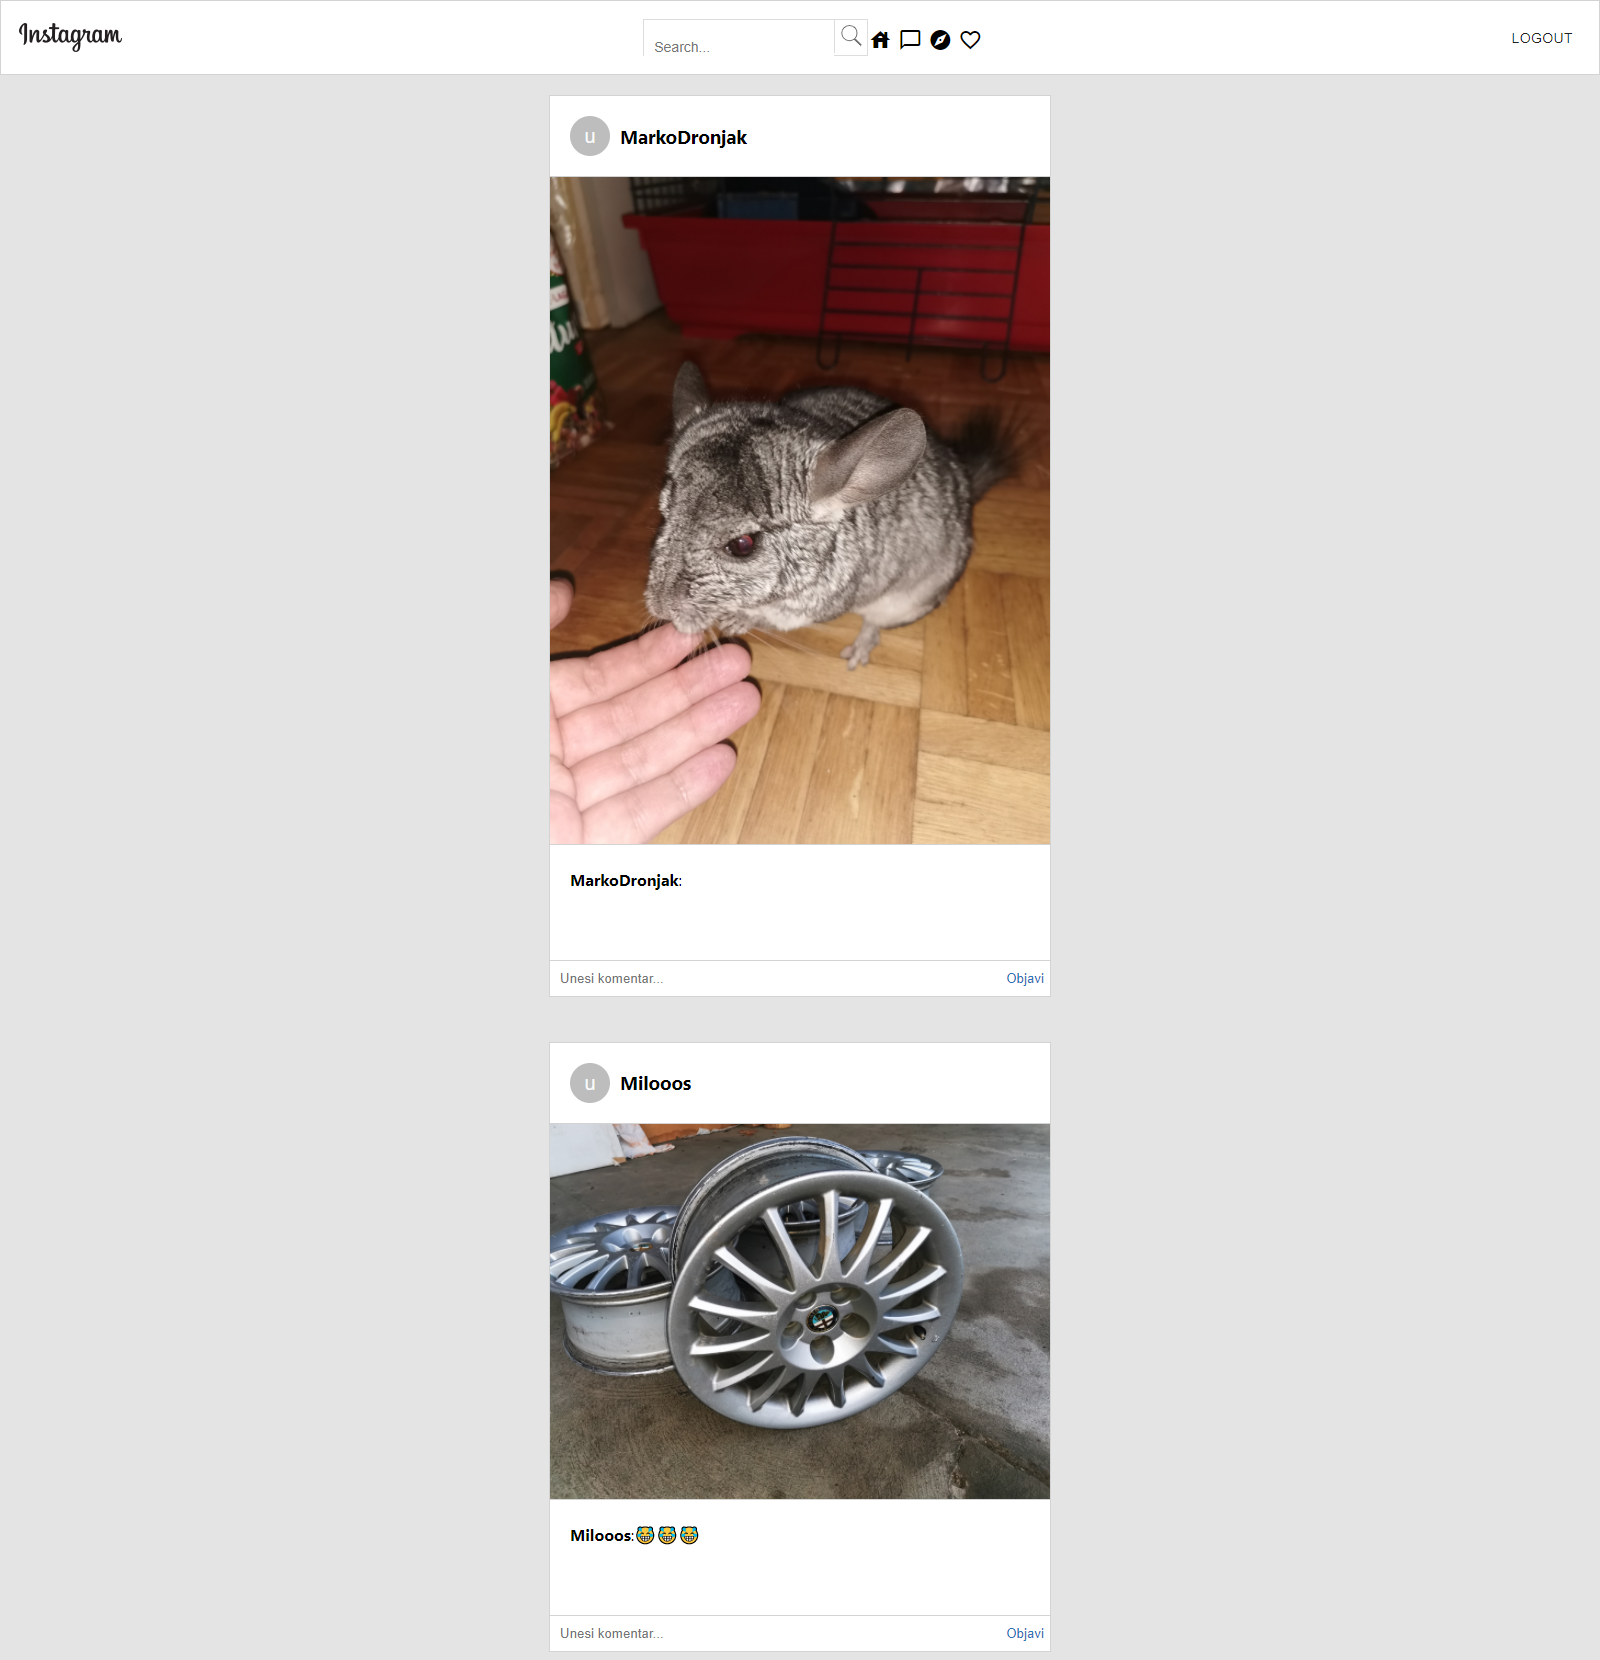 Instagram
Search...
LOGOUT
u MarkoDronjak
MarkoDronjak:
Unesi komentar... Objavi
u Milooos
Milooos:😹😹😹
Unesi komentar... Objavi